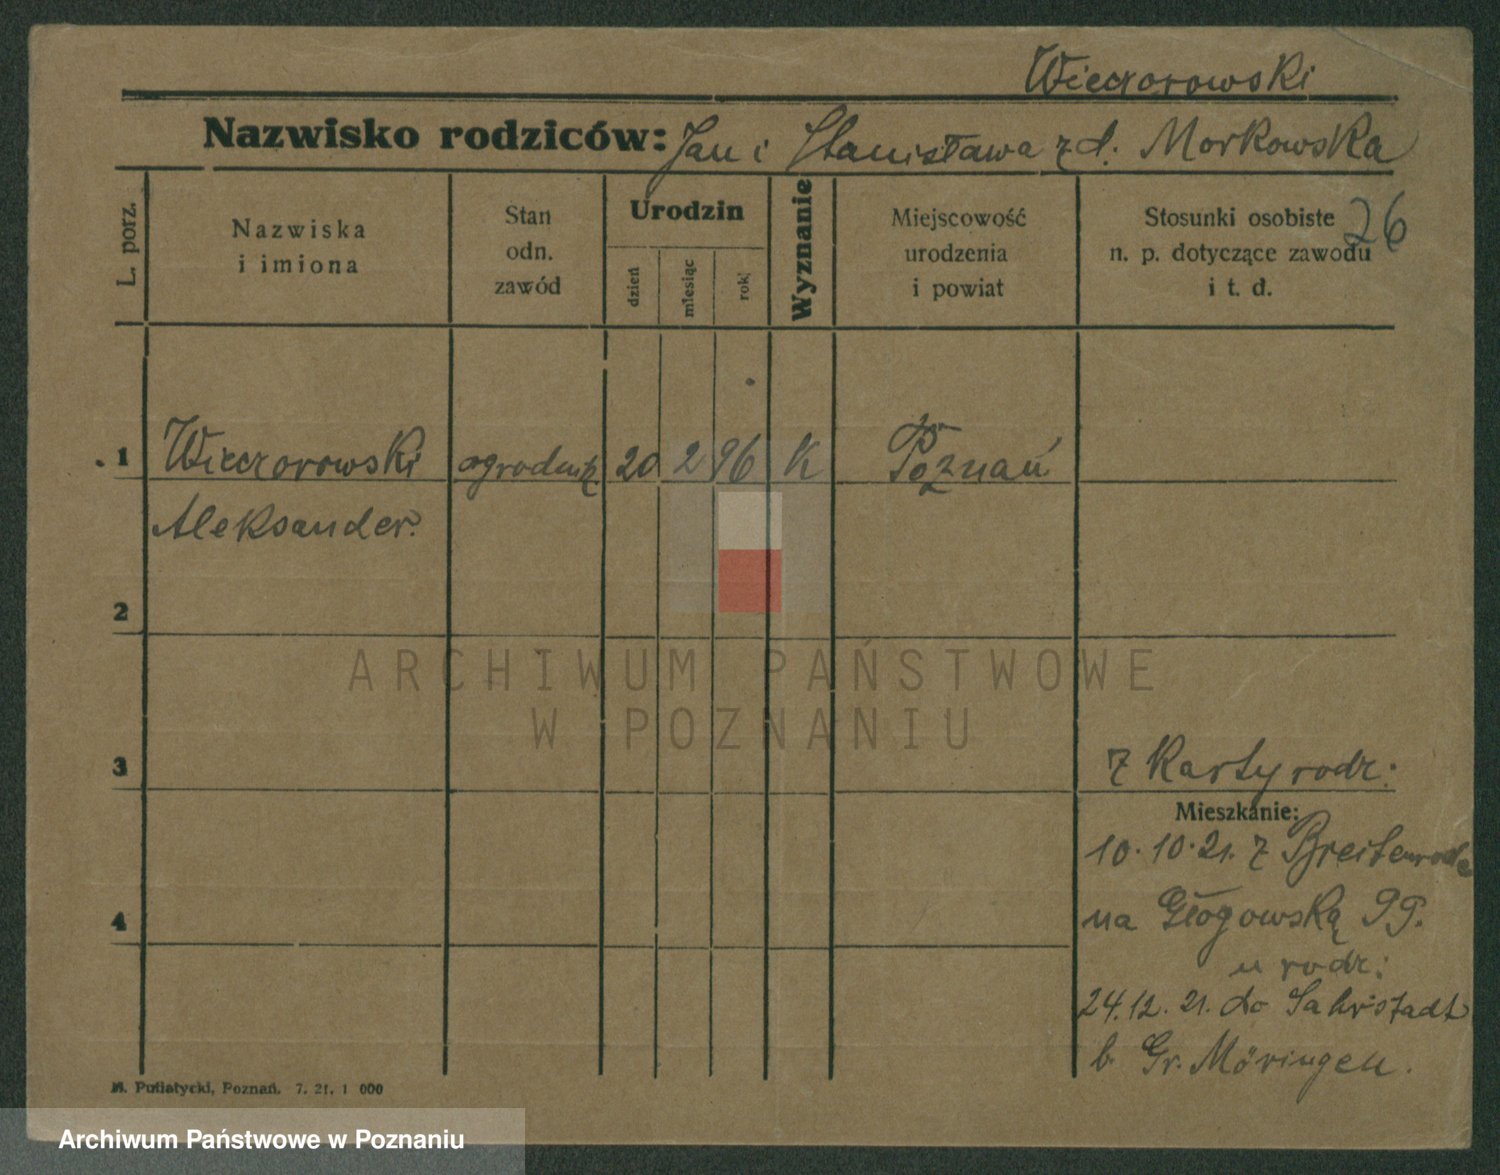 Wieczorowski
Nazwisko rodziców: Jan i Stanisława z d. Morkowska
26
L. porz.
Nazwiska
i imiona
Stan
odn.
zawód
Urodzin
dzień
miesiąc
rok
Wyznanie
Miejscowość
urodzenia
i powiat
Stosunki osobiste
n. p. dotyczące zawodu
i t. d.
1 Wieczorowski ogrodnik 20 2 96 K Poznań
Aleksander.
2
3
z Karty rodz.
Mieszkanie:
10.10.21. z Breitenrode
na Głogowską 99.
u rodz:
24.12.21. do
b. Gr. Möringen.
4
M. Putiatycki, Poznań. 7. 21. 1 000
ARCHIWUM PAŃSTWOWE
W POZNANIU
Archiwum Państwowe w Poznaniu